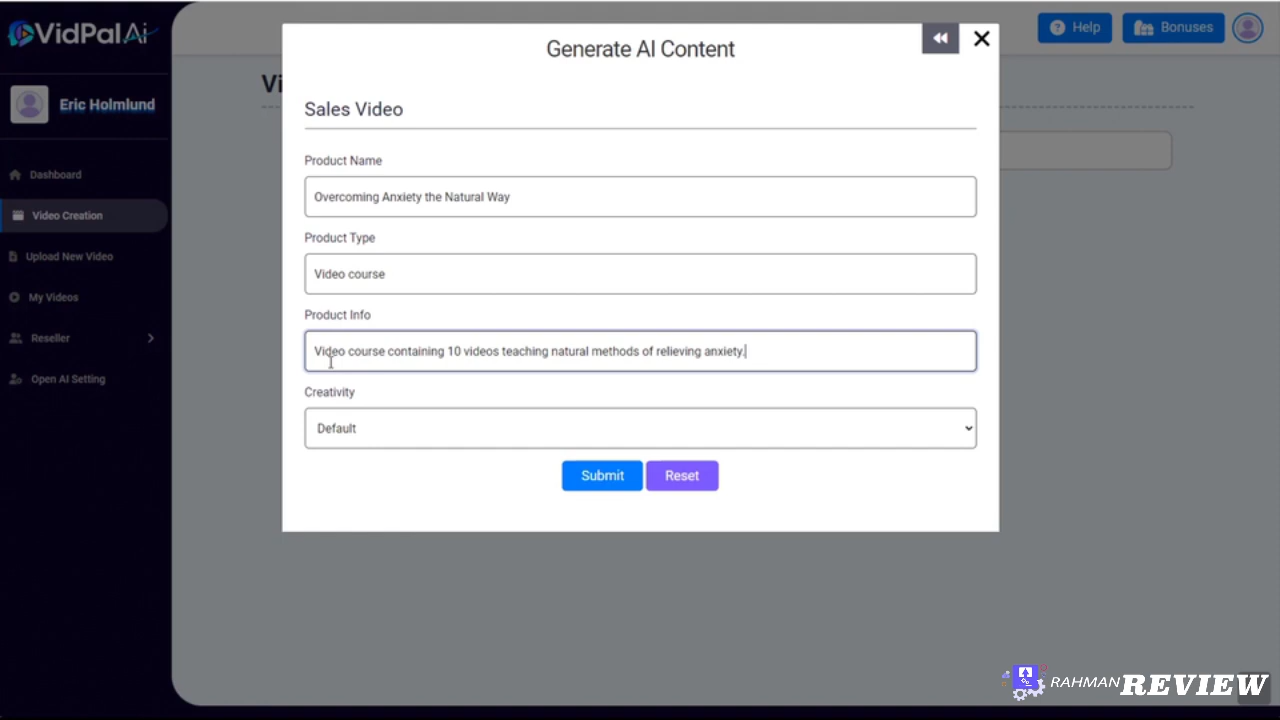 VidPalAi
Help
Bonuses
Generate AI Content
Eric Holmlund
Vi
Sales Video
Product Name
Overcoming Anxiety the Natural Way
Dashboard
Video Creation
Product Type
Upload New Video
Video course
My Videos
Product Info
Reseller
Video course containing 10 videos teaching natural methods of relieving anxiety.
Open AI Setting
Creativity
Default
Submit
Reset
RAHMAN REVIEW